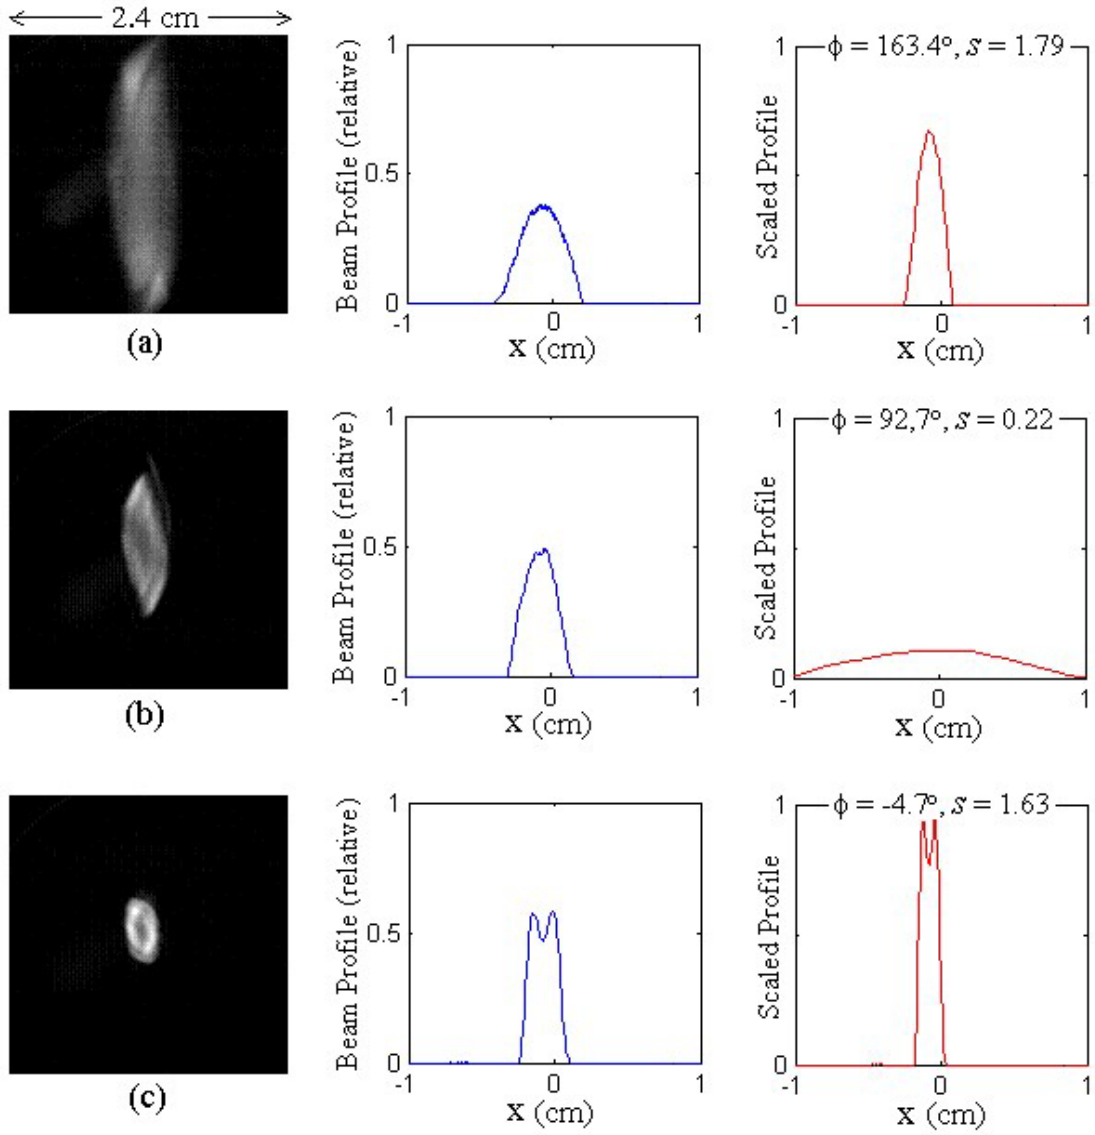 2.4 cm
Beam Profile (relative)
1
0.5
0
-1
0
1
x (cm)
Scaled Profile
1
ϕ = 163.4°, s = 1.79
0
-1
0
1
x (cm)
(a)
Beam Profile (relative)
1
0.5
0
-1
0
1
x (cm)
Scaled Profile
1
ϕ = 92,7°, s = 0.22
0
-1
0
1
x (cm)
(b)
Beam Profile (relative)
1
0.5
0
-1
0
1
x (cm)
Scaled Profile
1
ϕ = -4.7°, s = 1.63
0
-1
0
1
x (cm)
(c)